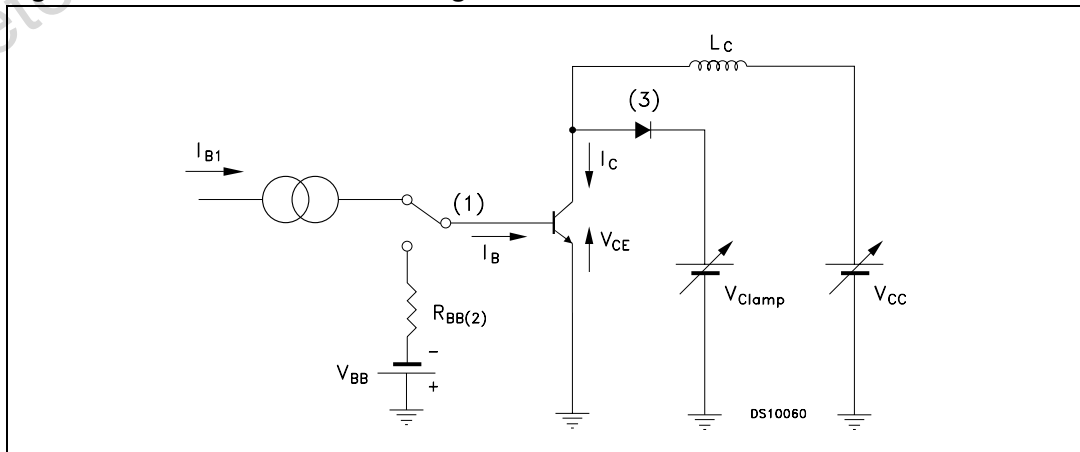 L_C
(3)
I_B1
I_C
(1)
I_B
V_CE
V_Clamp
V_CC
R_BB(2)
−
V_BB
+
DS10060